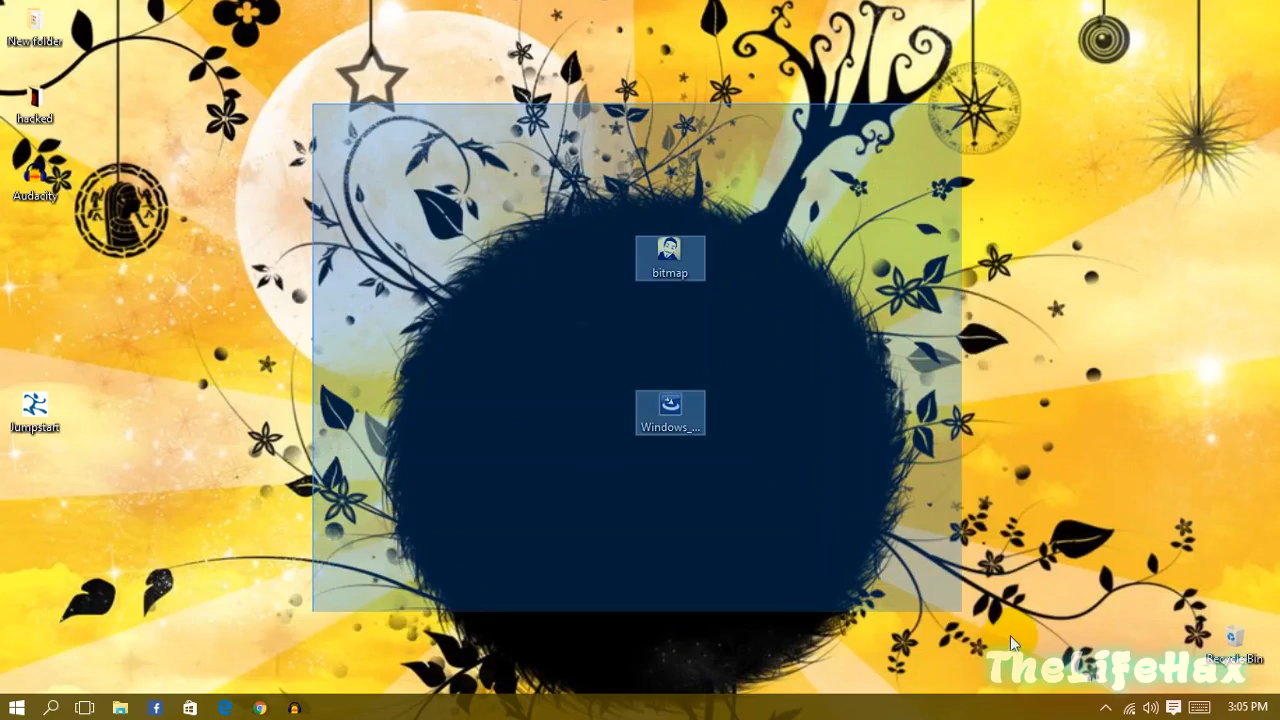 New folder
hacked
Audacity
bitmap
Windows_...
Jumpstart
Recycle Bin
TheLifeHax
3:05 PM